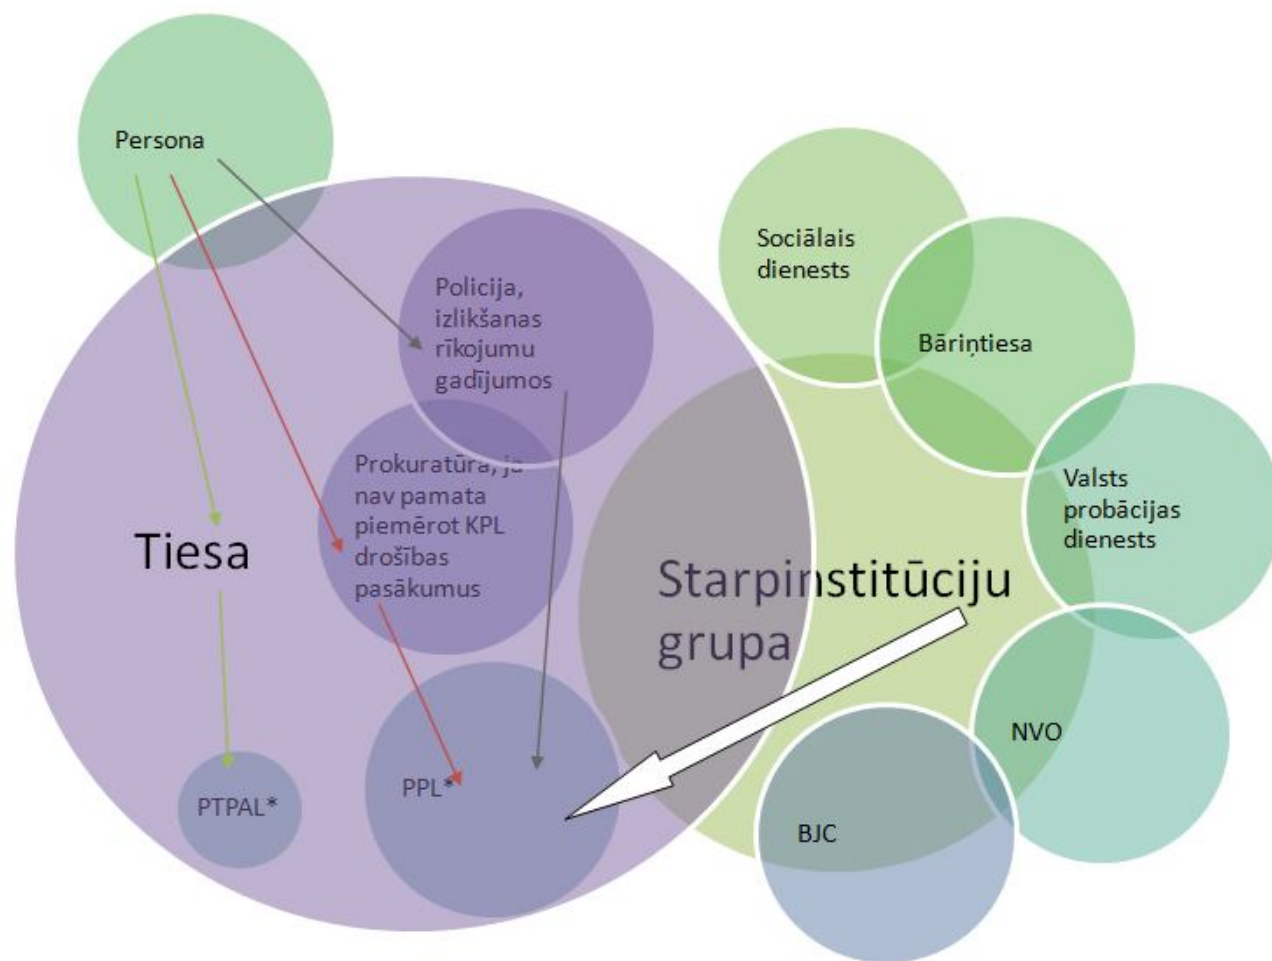 Persona
Policija,
izlikšanas
rīkojumu
gadījumos
Prokuratūra, ja
nav pamata
piemērot KPL
drošības
pasākumus
Tiesa
PTPAL*
PPL*
Sociālais
dienests
Bāriņtiesa
Valsts
probācijas
dienests
Starpinstitūciju
grupa
NVO
BJC